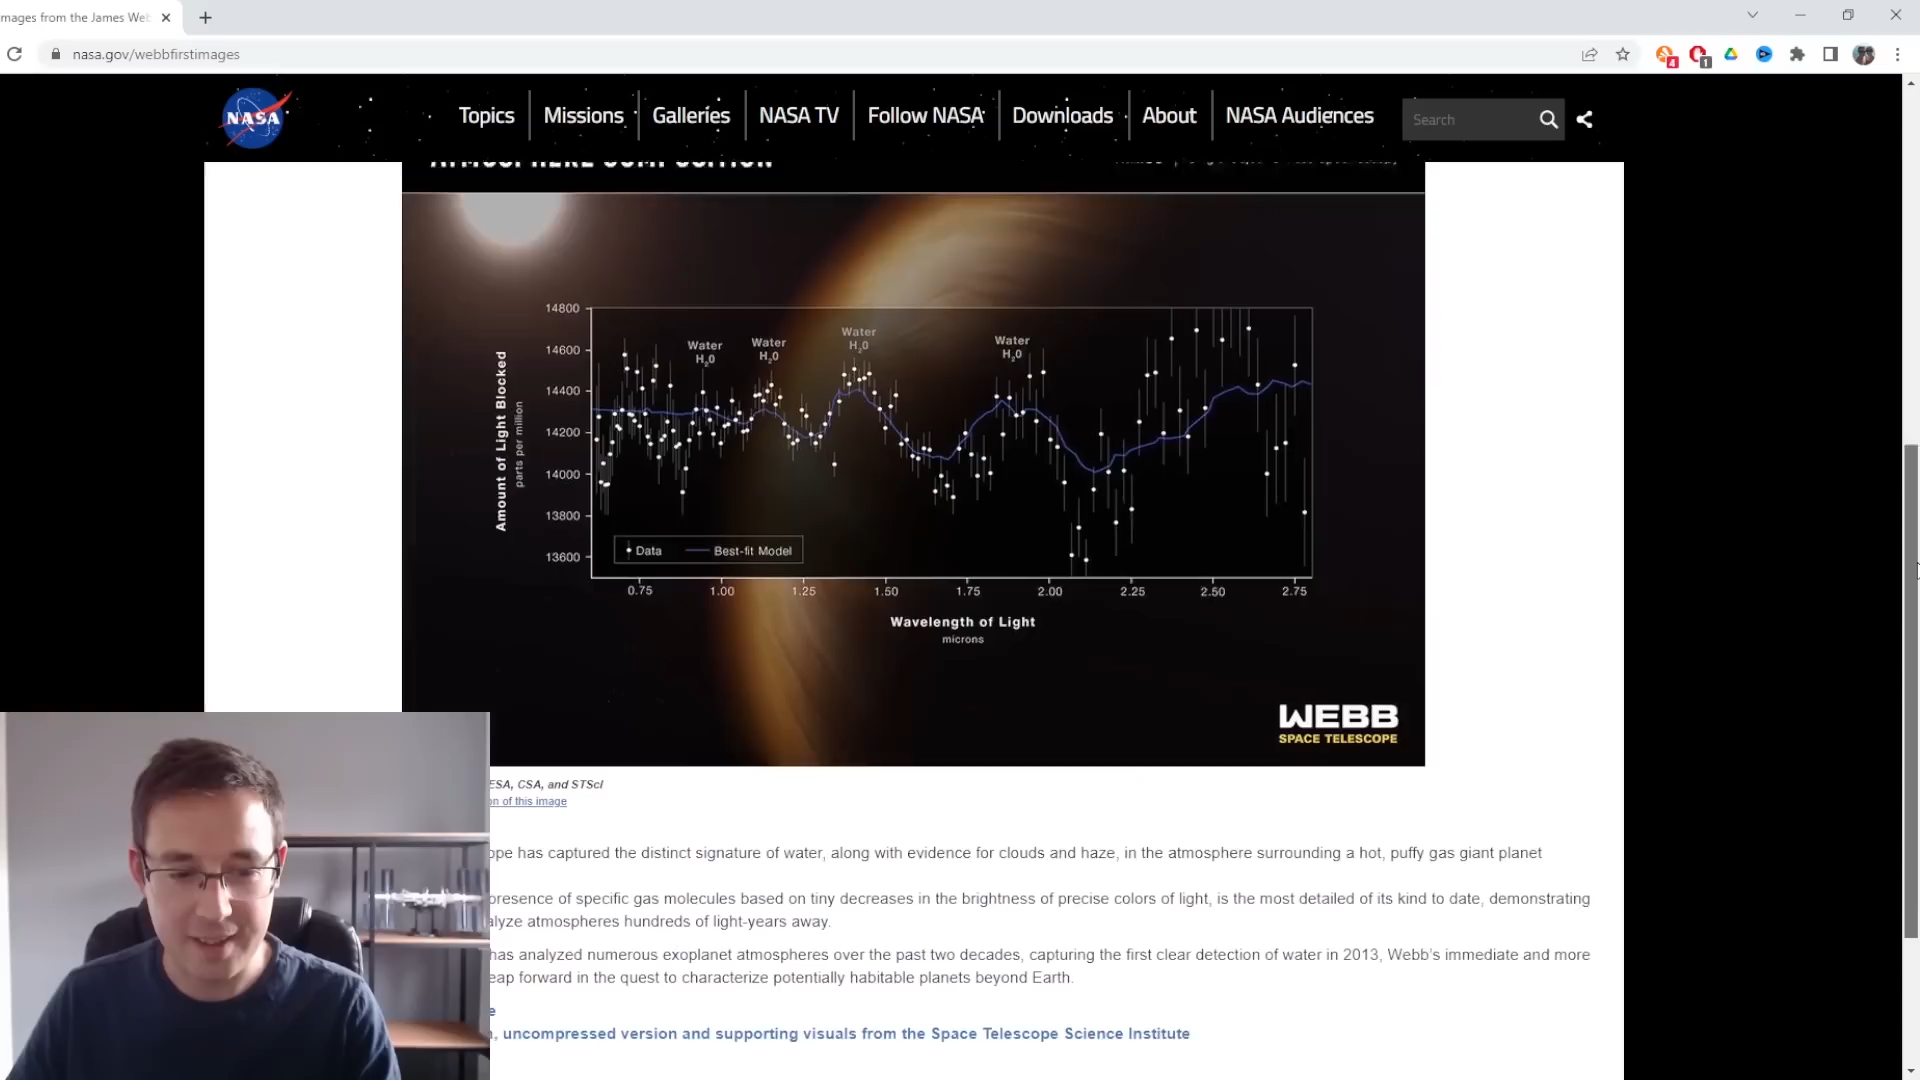 mages from the James Web
nasa.gov/webbfirstimages
4
1
NASA
Topics
Missions
Galleries
NASA TV
Follow NASA
Downloads
About
NASA Audiences
Search
ATMOSPHERE COMPOSITION
14800
14600
14400
14200
14000
13800
13600
Amount of Light Blocked
parts per million
Water
H2O
Water
H2O
Water
H2O
Water
H2O
Data
Best-fit Model
0.75
1.00
1.25
1.50
1.75
2.00
2.25
2.50
2.75
Wavelength of Light
microns
WEBB
SPACE TELESCOPE
ESA, CSA, and STScI
on of this image
ope has captured the distinct signature of water, along with evidence for clouds and haze, in the atmosphere surrounding a hot, puffy gas giant planet
presence of specific gas molecules based on tiny decreases in the brightness of precise colors of light, is the most detailed of its kind to date, demonstrating
alyze atmospheres hundreds of light-years away.
has analyzed numerous exoplanet atmospheres over the past two decades, capturing the first clear detection of water in 2013, Webb's immediate and more
eap forward in the quest to characterize potentially habitable planets beyond Earth.
e
, uncompressed version and supporting visuals from the Space Telescope Science Institute